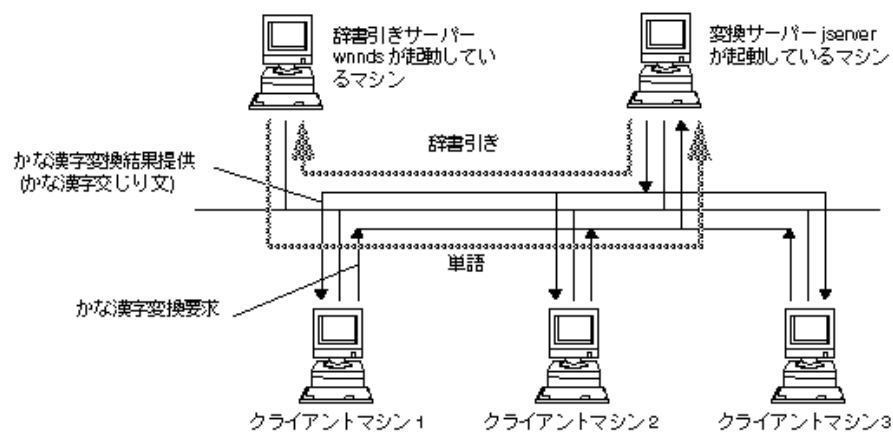 辞書引きサーバー
wnnds が起動してい
るマシン
変換サーバー jserver
が起動しているマシン
辞書引き
かな漢字変換結果提供
(かな漢字交じり文)
単語
かな漢字変換要求
クライアントマシン 1
クライアントマシン 2
クライアントマシン 3